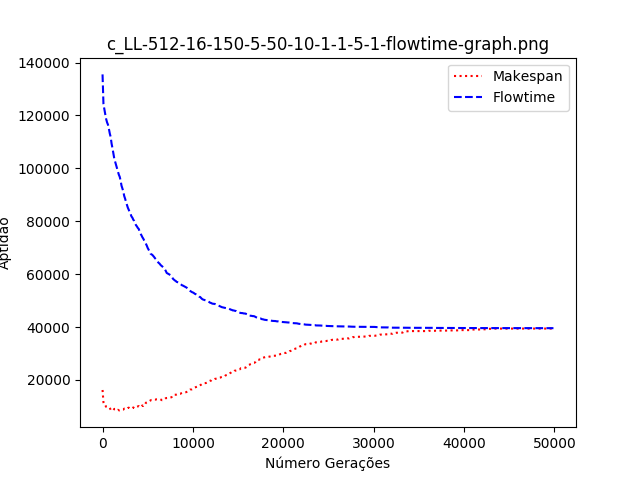 c_LL-512-16-150-5-50-10-1-1-5-1-flowtime-graph.png
Makespan
Flowtime
Aptidão
140000
120000
100000
80000
60000
40000
20000
0 10000 20000 30000 40000 50000
Número Gerações